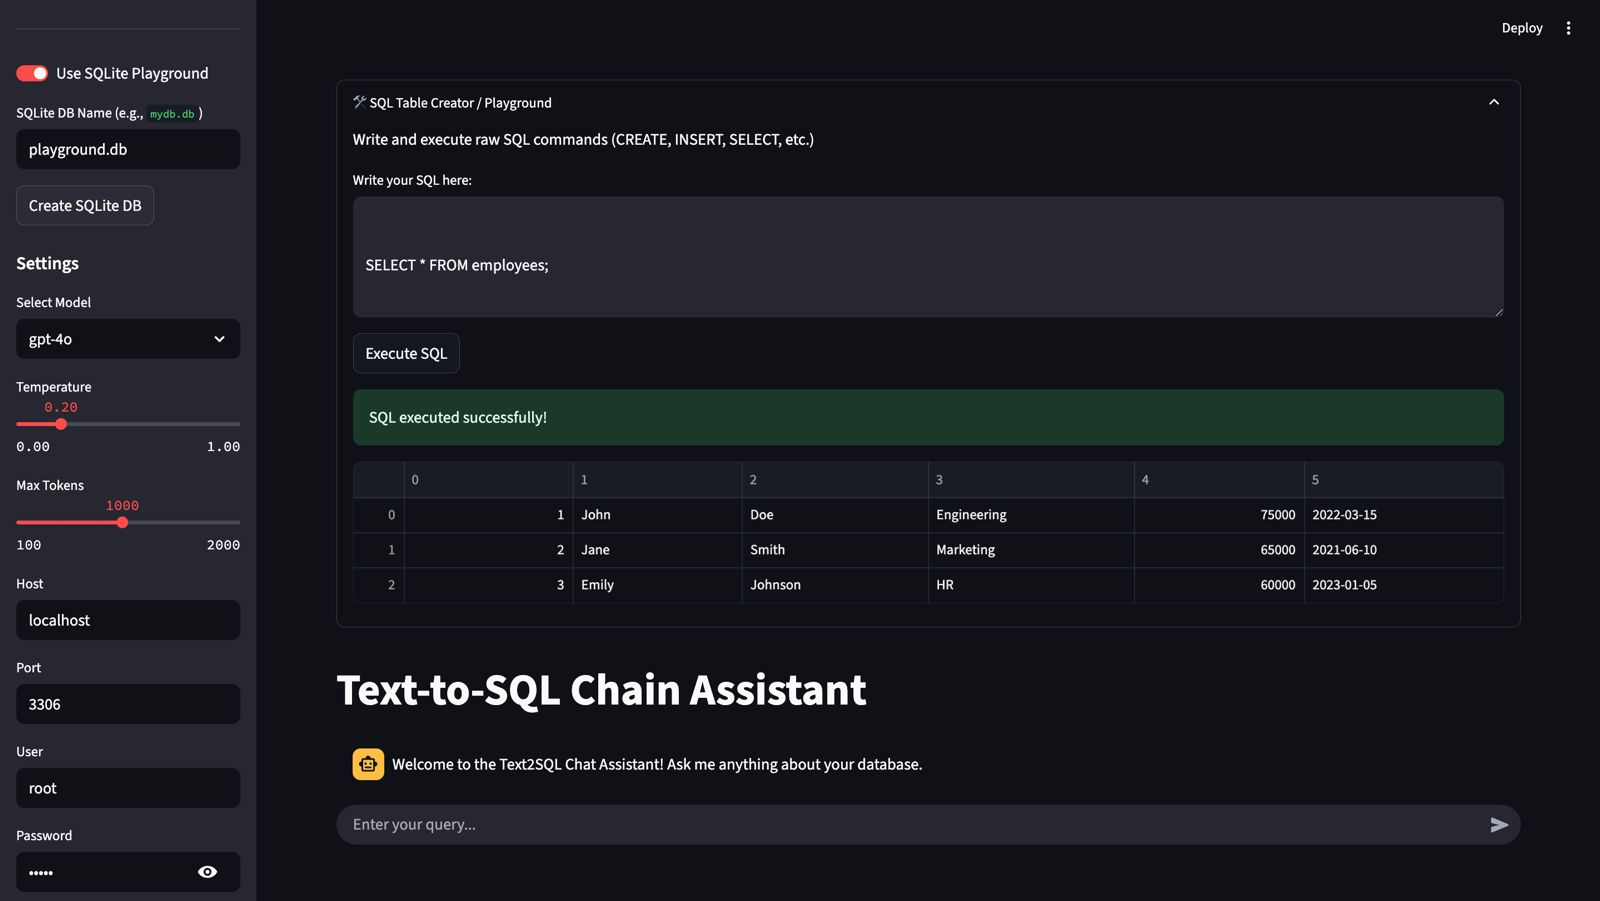 Use SQLite Playground
SQLite DB Name (e.g., mydb.db )
playground.db
Create SQLite DB
Settings
Select Model
gpt-4o
Temperature
0.20
0.00 1.00
Max Tokens
1000
100 2000
Host
localhost
Port
3306
User
root
Password
•••••
Deploy
🛠 SQL Table Creator / Playground
Write and execute raw SQL commands (CREATE, INSERT, SELECT, etc.)
Write your SQL here:
SELECT * FROM employees;
Execute SQL
SQL executed successfully!
0 1 2 3 4 5
0 1 John Doe Engineering 75000 2022-03-15
1 2 Jane Smith Marketing 65000 2021-06-10
2 3 Emily Johnson HR 60000 2023-01-05
Text-to-SQL Chain Assistant
Welcome to the Text2SQL Chat Assistant! Ask me anything about your database.
Enter your query...